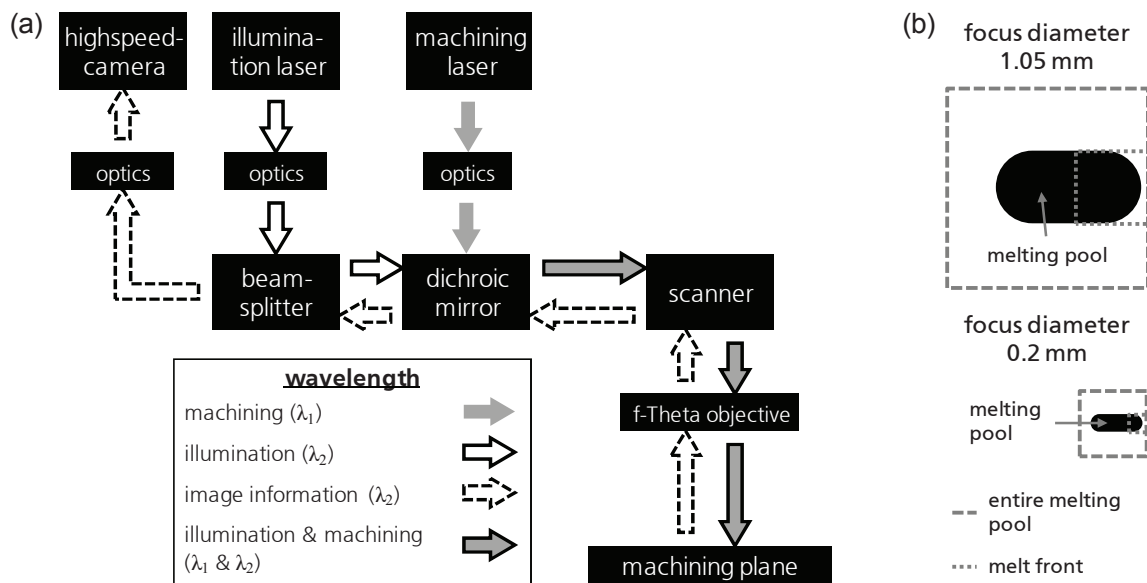 (a)
highspeed-
camera
illumina-
tion laser
machining
laser
optics
optics
optics
beam-
splitter
dichroic
mirror
scanner
f-Theta objective
machining plane
wavelength
machining (λ₁)
illumination (λ₂)
image information (λ₂)
illumination & machining
(λ₁ & λ₂)
(b)
focus diameter
1.05 mm
melting pool
focus diameter
0.2 mm
melting
pool
entire melting
pool
melt front